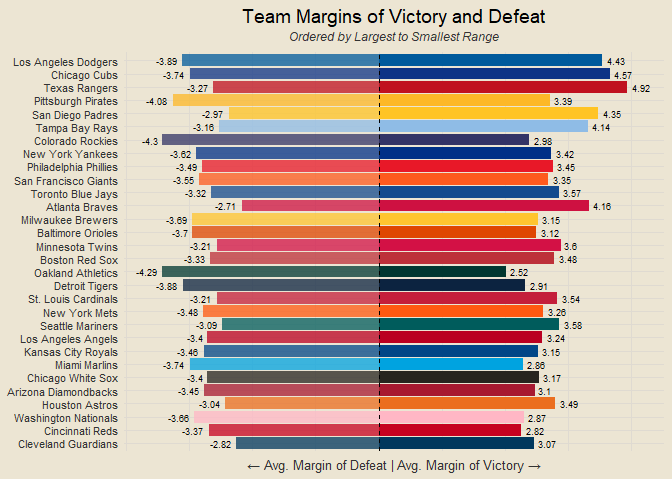 Team Margins of Victory and Defeat
Ordered by Largest to Smallest Range
Los Angeles Dodgers -3.89 4.43
Chicago Cubs -3.74 4.57
Texas Rangers -3.27 4.92
Pittsburgh Pirates -4.08 3.39
San Diego Padres -2.97 4.35
Tampa Bay Rays -3.16 4.14
Colorado Rockies -4.3 2.98
New York Yankees -3.62 3.42
Philadelphia Phillies -3.49 3.45
San Francisco Giants -3.55 3.35
Toronto Blue Jays -3.32 3.57
Atlanta Braves -2.71 4.16
Milwaukee Brewers -3.69 3.15
Baltimore Orioles -3.7 3.12
Minnesota Twins -3.21 3.6
Boston Red Sox -3.33 3.48
Oakland Athletics -4.29 2.52
Detroit Tigers -3.88 2.91
St. Louis Cardinals -3.21 3.54
New York Mets -3.48 3.26
Seattle Mariners -3.09 3.58
Los Angeles Angels -3.4 3.24
Kansas City Royals -3.46 3.15
Miami Marlins -3.74 2.86
Chicago White Sox -3.4 3.17
Arizona Diamondbacks -3.45 3.1
Houston Astros -3.04 3.49
Washington Nationals -3.66 2.87
Cincinnati Reds -3.37 2.82
Cleveland Guardians -2.82 3.07
← Avg. Margin of Defeat | Avg. Margin of Victory →